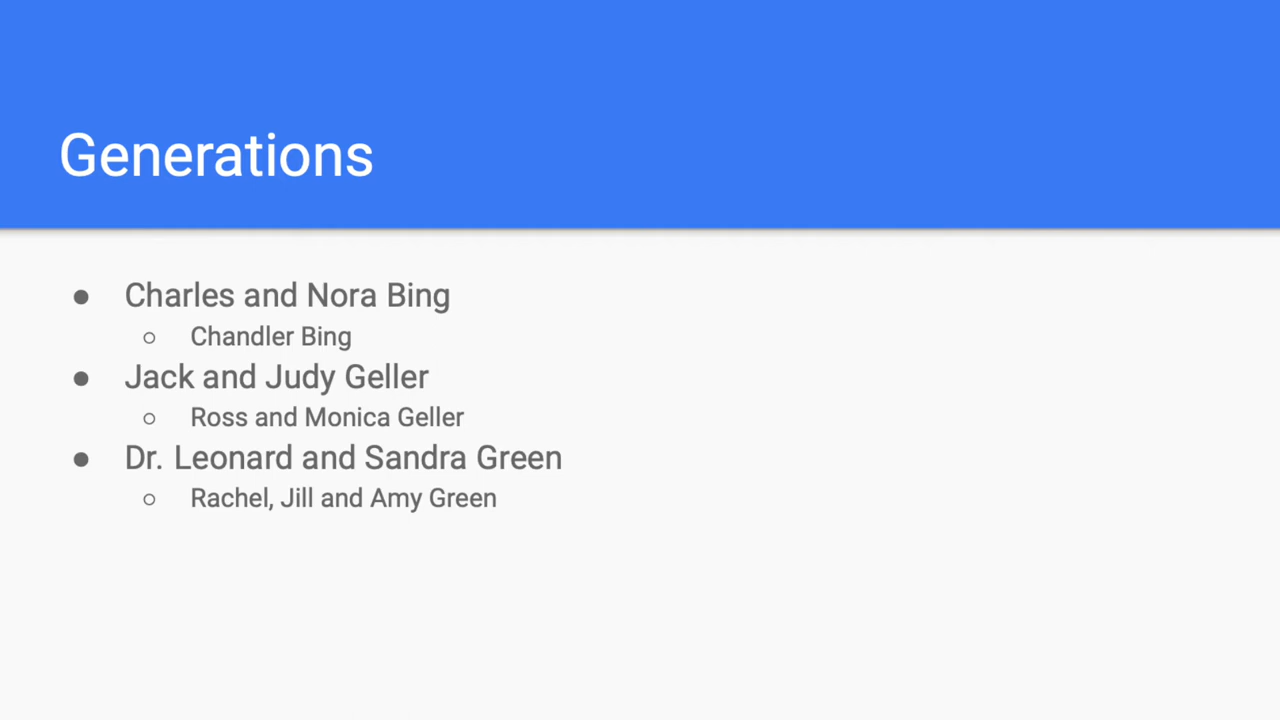 Generations
● Charles and Nora Bing
○ Chandler Bing
● Jack and Judy Geller
○ Ross and Monica Geller
● Dr. Leonard and Sandra Green
○ Rachel, Jill and Amy Green